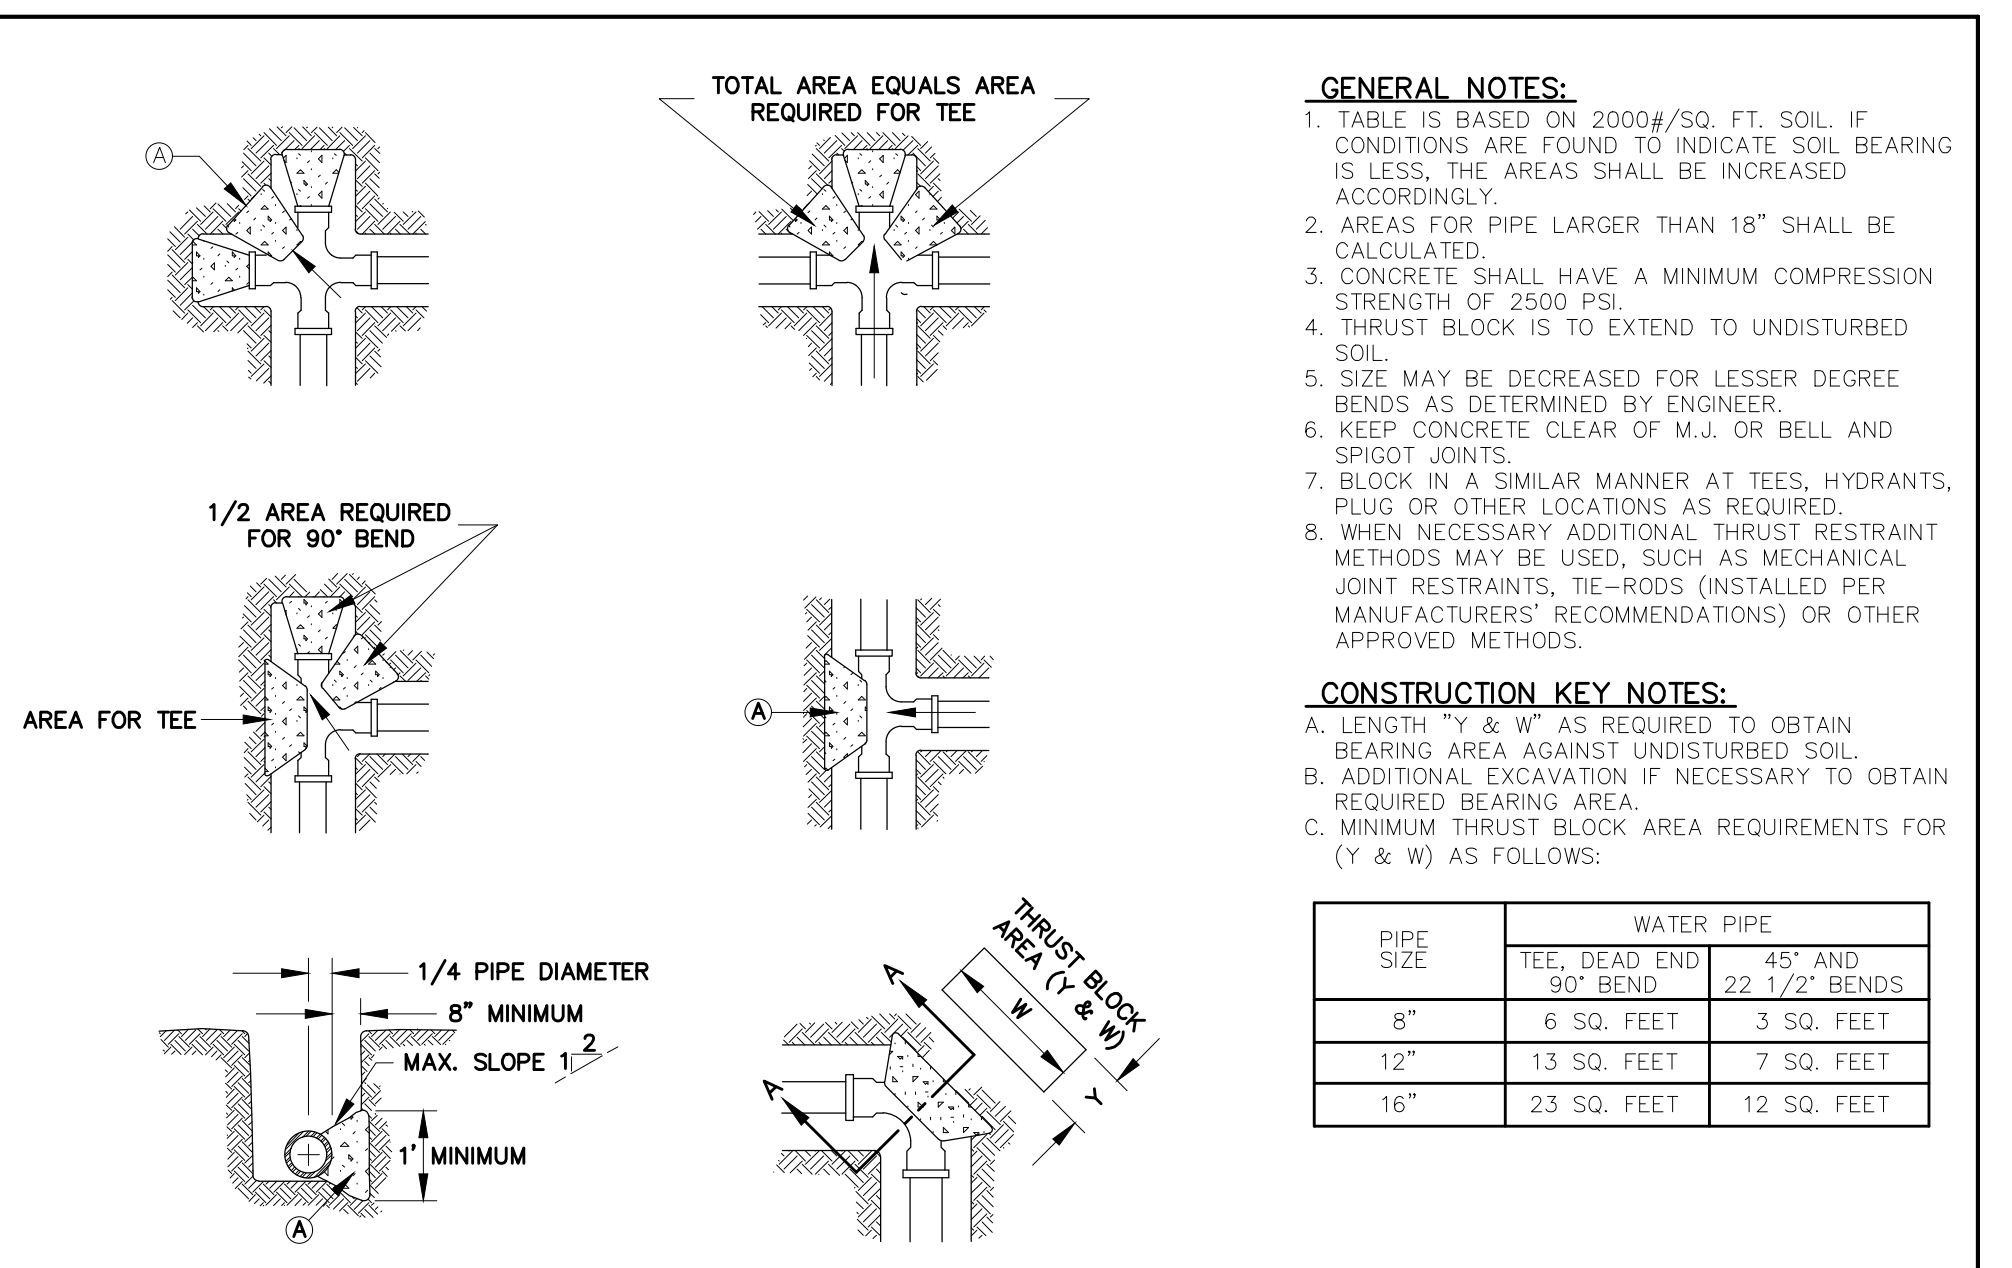 TOTAL AREA EQUALS AREA
REQUIRED FOR TEE
A
1/2 AREA REQUIRED
FOR 90° BEND
AREA FOR TEE
A
1/4 PIPE DIAMETER
8" MINIMUM
MAX. SLOPE 1 2
1' MINIMUM
A
THRUST BLOCK
AREA (Y & W)
A
W
A
Y
GENERAL NOTES:
1. TABLE IS BASED ON 2000#/SQ. FT. SOIL. IF
CONDITIONS ARE FOUND TO INDICATE SOIL BEARING
IS LESS, THE AREAS SHALL BE INCREASED
ACCORDINGLY.
2. AREAS FOR PIPE LARGER THAN 18" SHALL BE
CALCULATED.
3. CONCRETE SHALL HAVE A MINIMUM COMPRESSION
STRENGTH OF 2500 PSI.
4. THRUST BLOCK IS TO EXTEND TO UNDISTURBED
SOIL.
5. SIZE MAY BE DECREASED FOR LESSER DEGREE
BENDS AS DETERMINED BY ENGINEER.
6. KEEP CONCRETE CLEAR OF M.J. OR BELL AND
SPIGOT JOINTS.
7. BLOCK IN A SIMILAR MANNER AT TEES, HYDRANTS,
PLUG OR OTHER LOCATIONS AS REQUIRED.
8. WHEN NECESSARY ADDITIONAL THRUST RESTRAINT
METHODS MAY BE USED, SUCH AS MECHANICAL
JOINT RESTRAINTS, TIE-RODS (INSTALLED PER
MANUFACTURERS' RECOMMENDATIONS) OR OTHER
APPROVED METHODS.
CONSTRUCTION KEY NOTES:
A. LENGTH "Y & W" AS REQUIRED TO OBTAIN
BEARING AREA AGAINST UNDISTURBED SOIL.
B. ADDITIONAL EXCAVATION IF NECESSARY TO OBTAIN
REQUIRED BEARING AREA.
C. MINIMUM THRUST BLOCK AREA REQUIREMENTS FOR
(Y & W) AS FOLLOWS:
PIPE
SIZE
WATER PIPE
TEE, DEAD END
90° BEND
45° AND
22 1/2° BENDS
8" 6 SQ. FEET 3 SQ. FEET
12" 13 SQ. FEET 7 SQ. FEET
16" 23 SQ. FEET 12 SQ. FEET